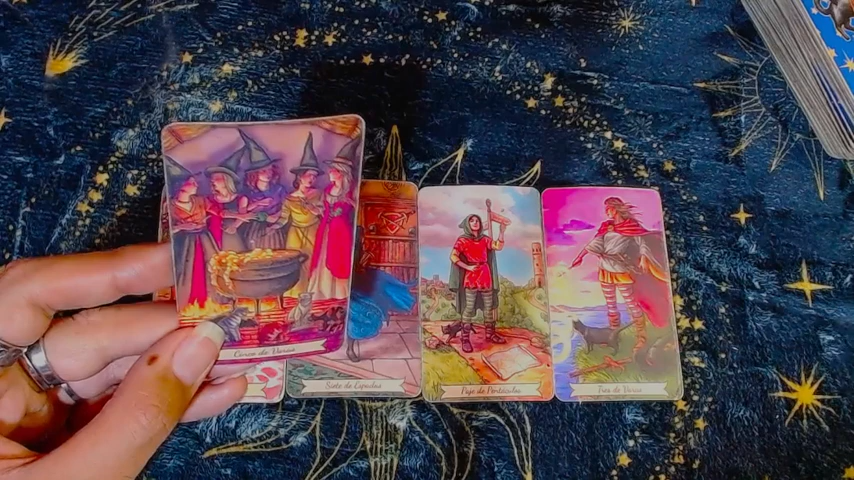 Cinco de Varas
Siete de Espadas
Paje de Pentáculos
Tres de Varas